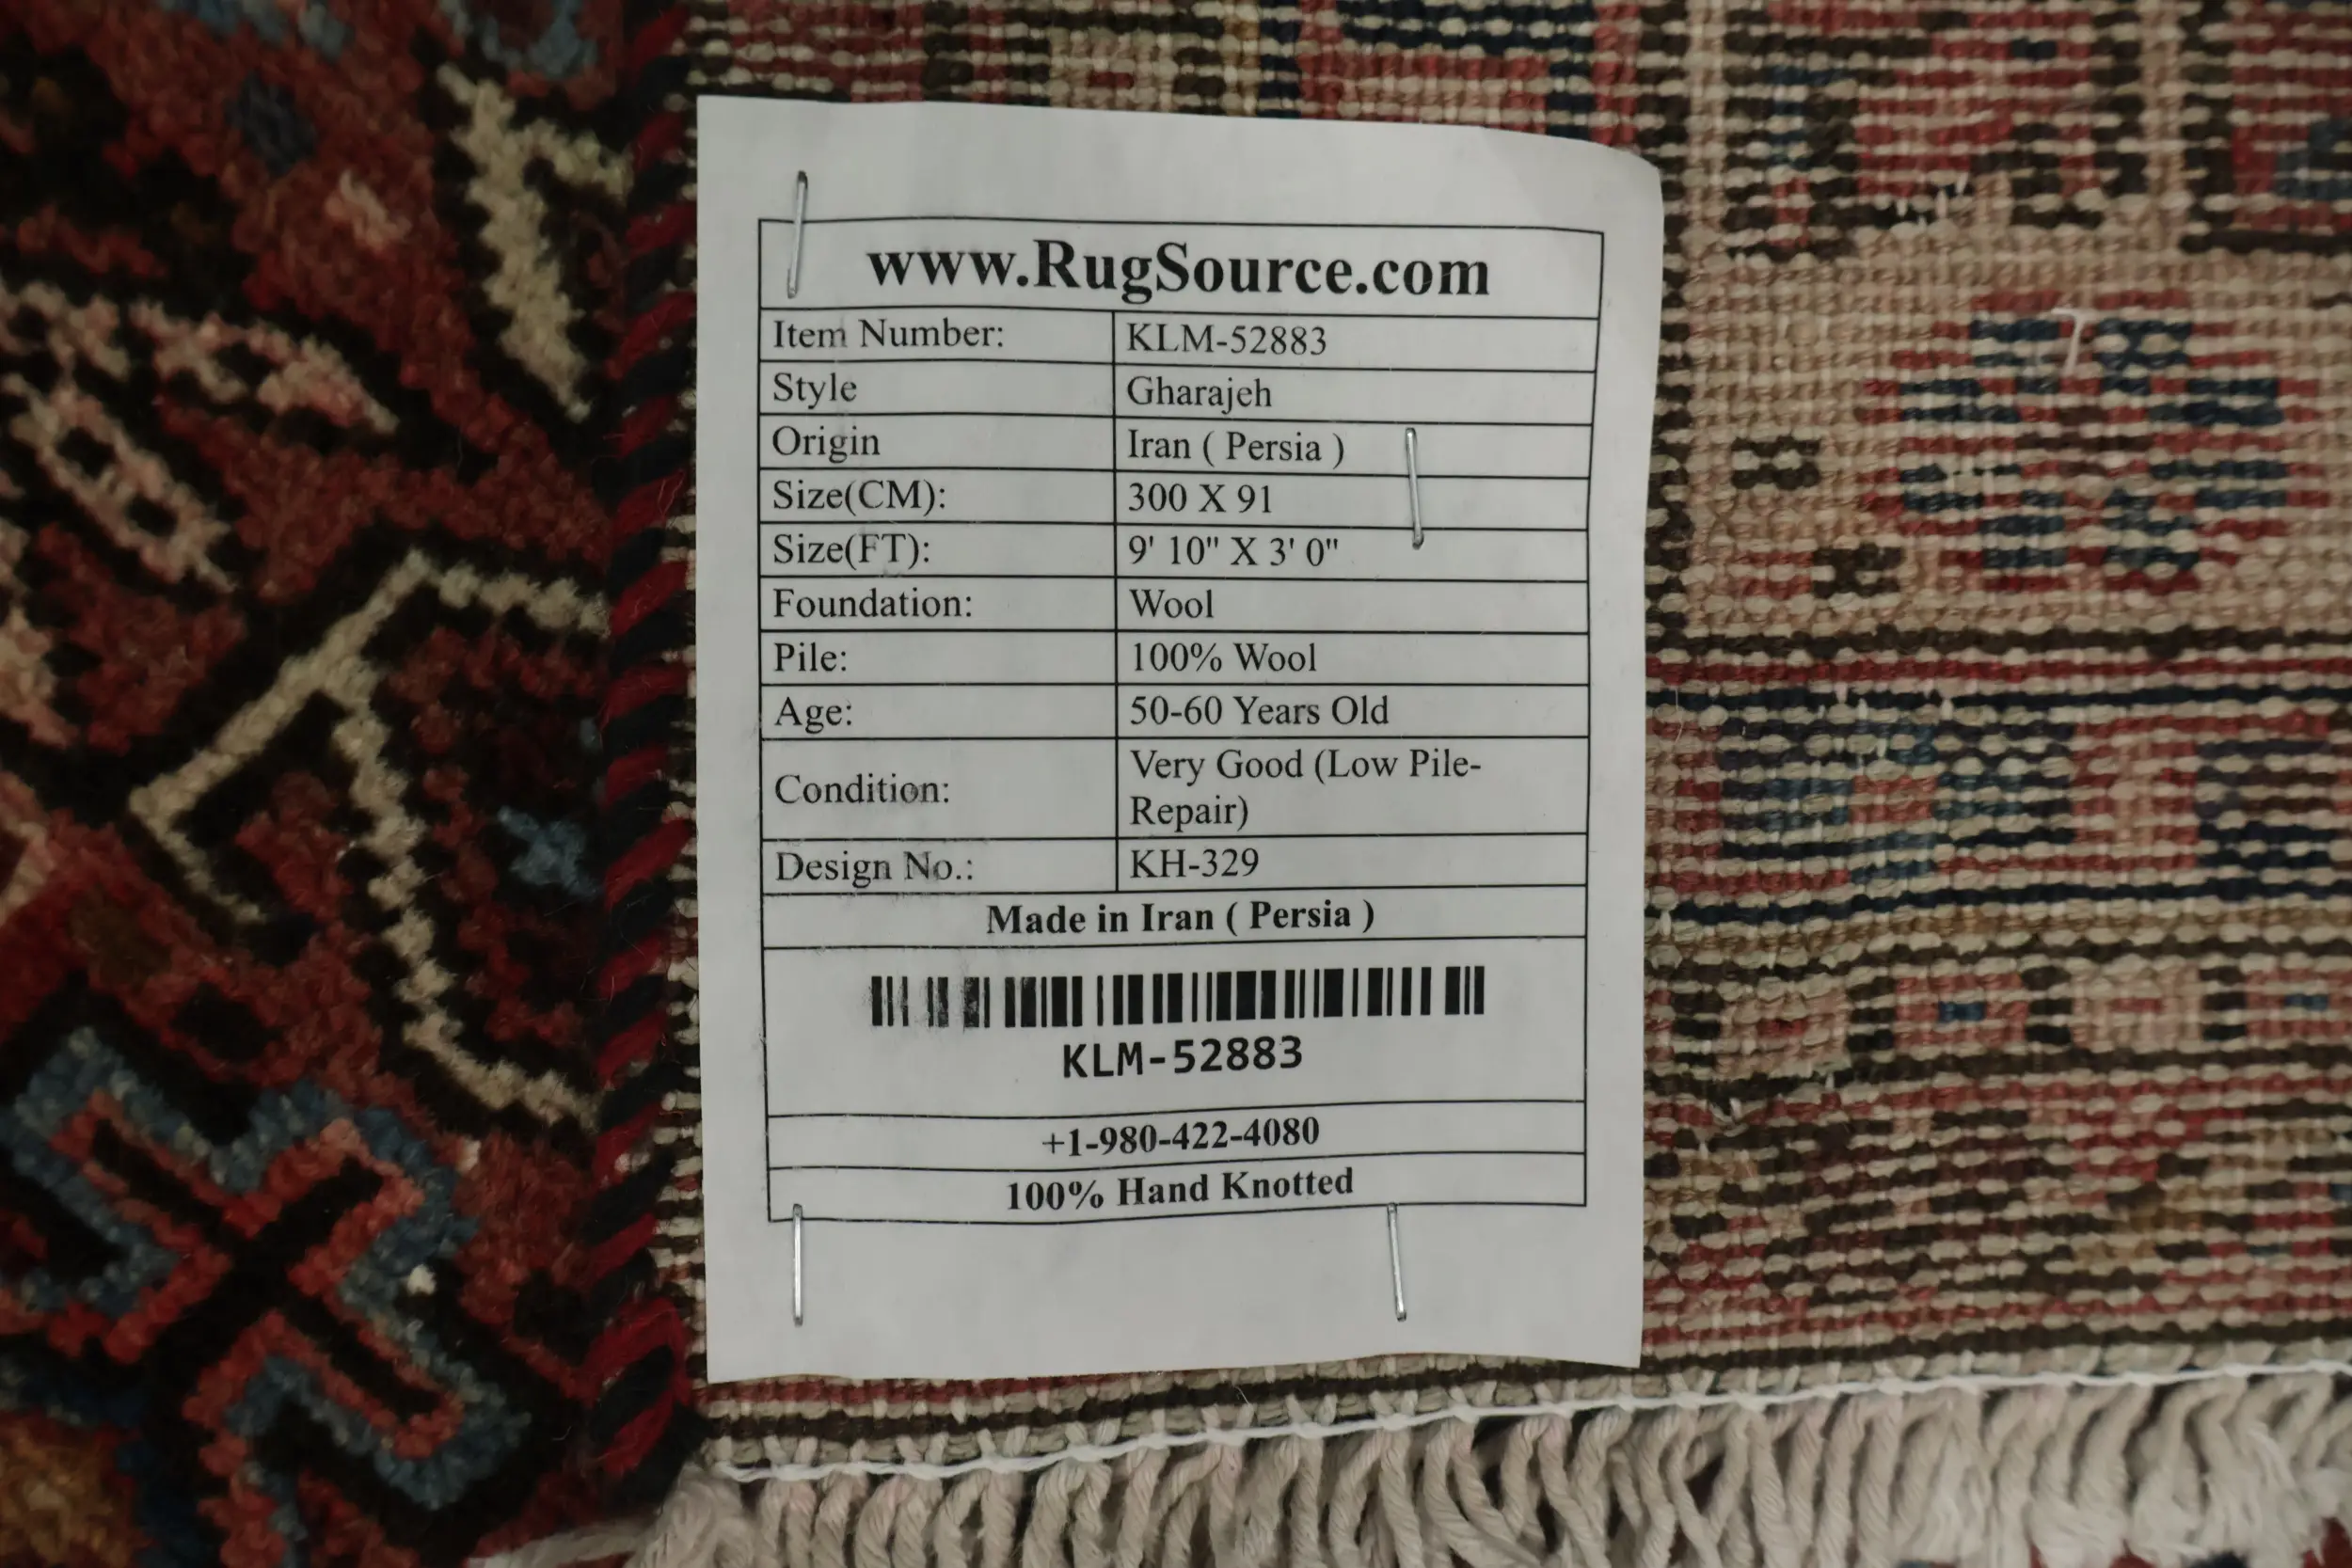 www.RugSource.com
Item Number: KLM-52883
Style Gharajeh
Origin Iran ( Persia )
Size(CM): 300 X 91
Size(FT): 9' 10" X 3' 0"
Foundation: Wool
Pile: 100% Wool
Age: 50-60 Years Old
Condition: Very Good (Low Pile-
Repair)
Design No.: KH-329
Made in Iran ( Persia )
KLM-52883
+1-980-422-4080
100% Hand Knotted